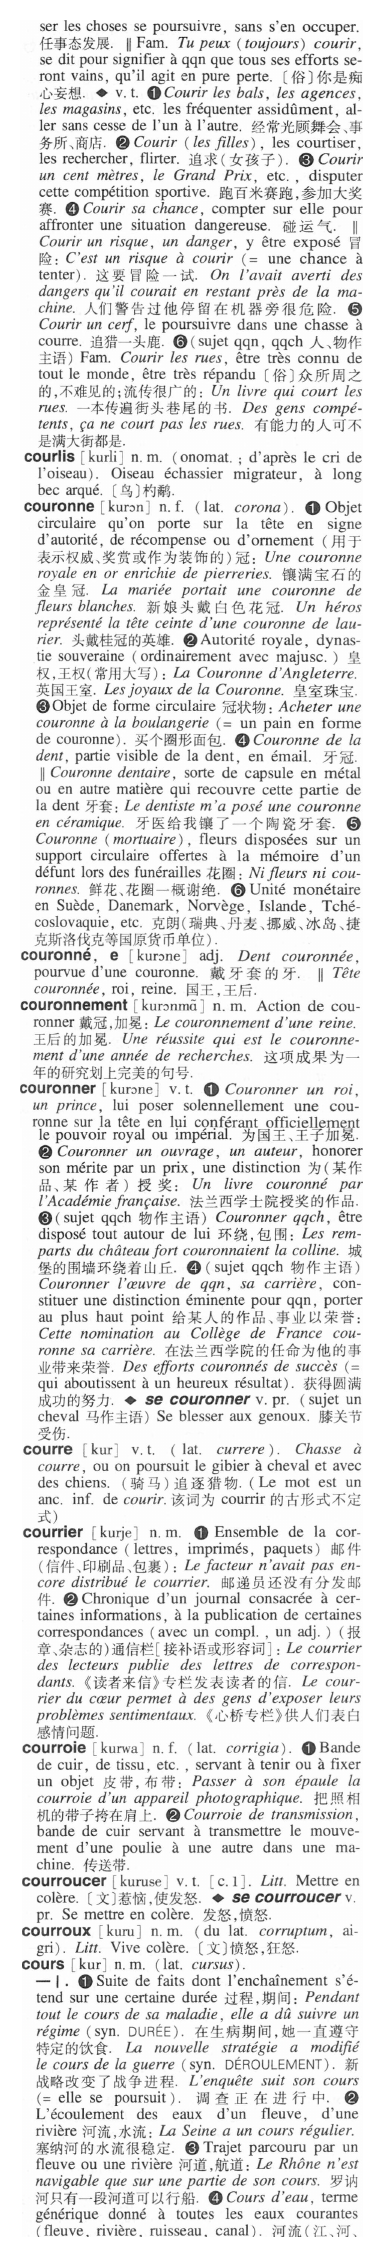 ser les choses se poursuivre, sans s'en occuper.
任事态发展. ‖ Fam. Tu peux (toujours) courir,
se dit pour signifier à qqn que tous ses efforts se-
ront vains, qu'il agit en pure perte. [俗]你是痴
心妄想. ◆ v. t. ❶ Courir les bals, les agences,
les magasins, etc. les fréquenter assidûment, al-
ler sans cesse de l'un à l'autre. 经常光顾舞会、事
务所、商店. ❷ Courir (les filles), les courtiser,
les rechercher, flirter. 追求(女孩子). ❸ Courir
un cent mètres, le Grand Prix, etc., disputer
cette compétition sportive. 跑百米赛跑,参加大奖
赛. ❹ Courir sa chance, compter sur elle pour
affronter une situation dangereuse. 碰运气. ‖
Courir un risque, un danger, y être exposé 冒
险: C'est un risque à courir (= une chance à
tenter). 这要冒险一试. On l'avait averti des
dangers qu'il courait en restant près de la ma-
chine. 人们警告过他停留在机器旁很危险. ❺
Courir un cerf, le poursuivre dans une chasse à
courre. 追猎一头鹿. ❻ (sujet qqn, qqch 人、物作
主语) Fam. Courir les rues, être très connu de
tout le monde, être très répandu [俗]众所周之
的,不难见的;流传很广的: Un livre qui court les
rues. 一本传遍街头巷尾的书. Des gens compé-
tents, ça ne court pas les rues. 有能力的人可不
是满大街都是.
courlis [kurli] n. m. (onomat. ; d'après le cri de
l'oiseau). Oiseau échassier migrateur, à long
bec arqué. [鸟]杓鹬.
couronne [kurɔn] n. f. (lat. corona). ❶ Objet
circulaire qu'on porte sur la tête en signe
d'autorité, de récompense ou d'ornement (用于
表示权威、奖赏或作为装饰的)冠: Une couronne
royale en or enrichie de pierreries. 镶满宝石的
金皇冠. La mariée portait une couronne de
fleurs blanches. 新娘头戴白色花冠. Un héros
représenté la tête ceinte d'une couronne de lau-
rier. 头戴桂冠的英雄. ❷ Autorité royale, dynas-
tie souveraine (ordinairement avec majusc.) 皇
权,王权(常用大写): La Couronne d'Angleterre.
英国王室. Les joyaux de la Couronne. 皇室珠宝.
❸ Objet de forme circulaire 冠状物: Acheter une
couronne à la boulangerie (= un pain en forme
de couronne). 买个圈形面包. ❹ Couronne de la
dent, partie visible de la dent, en émail. 牙冠.
‖ Couronne dentaire, sorte de capsule en métal
ou en autre matière qui recouvre cette partie de
la dent 牙套: Le dentiste m'a posé une couronne
en céramique. 牙医给我镶了一个陶瓷牙套. ❺
Couronne (mortuaire), fleurs disposées sur un
support circulaire offertes à la mémoire d'un
défunt lors des funérailles 花圈: Ni fleurs ni cou-
ronnes. 鲜花、花圈一概谢绝. ❻ Unité monétaire
en Suède, Danemark, Norvège, Islande, Tché-
coslovaquie, etc. 克朗(瑞典、丹麦、挪威、冰岛、捷
克斯洛伐克等国原货币单位).
couronné, e [kurɔne] adj. Dent couronnée,
pourvue d'une couronne. 戴牙套的牙. ‖ Tête
couronnée, roi, reine. 国王,王后.
couronnement [kurɔnmɑ̃] n. m. Action de cou-
ronner 戴冠,加冕: Le couronnement d'une reine.
王后的加冕. Une réussite qui est le couronne-
ment d'une année de recherches. 这项成果为一
年的研究划上完美的句号.
couronner [kurɔne] v. t. ❶ Couronner un roi,
un prince, lui poser solennellement une cou-
ronne sur la tête en lui conférant officiellement
le pouvoir royal ou impérial. 为国王、王子加冕.
❷ Couronner un ouvrage, un auteur, honorer
son mérite par un prix, une distinction 为(某作
品、某作者)授奖: Un livre couronné par
l'Académie française. 法兰西学士院授奖的作品.
❸ (sujet qqch 物作主语) Couronner qqch, être
disposé tout autour de lui 环绕,包围: Les rem-
parts du château fort couronnaient la colline. 城
堡的围墙环绕着山丘. ❹ (sujet qqch 物作主语)
Couronner l'œuvre de qqn, sa carrière, con-
stituer une distinction éminente pour qqn, porter
au plus haut point 给某人的作品、事业以荣誉:
Cette nomination au Collège de France cou-
ronne sa carrière. 在法兰西学院的任命为他的事
业带来荣誉. Des efforts couronnés de succès (=
qui aboutissent à un heureux résultat). 获得圆满
成功的努力. ◆ se couronner v. pr. (sujet un
cheval 马作主语) Se blesser aux genoux. 膝关节
受伤.
courre [kur] v. t. (lat. currere). Chasse à
courre, ou on poursuit le gibier à cheval et avec
des chiens. (骑马)追逐猎物. (Le mot est un
anc. inf. de courir. 该词为 courrir 的古形式不定
式)
courrier [kurje] n. m. ❶ Ensemble de la cor-
respondance (lettres, imprimés, paquets) 邮件
(信件、印刷品、包裹): Le facteur n'avait pas en-
core distribué le courrier. 邮递员还没有分发邮
件. ❷ Chronique d'un journal consacrée à cer-
taines informations, à la publication de certaines
correspondances (avec un compl., un adj.) (报
章、杂志的)通信栏[接补语或形容词]: Le courrier
des lecteurs publie des lettres de correspon-
dants. 《读者来信》专栏发表读者的信. Le cour-
rier du cœur permet à des gens d'exposer leurs
problèmes sentimentaux. 《心桥专栏》供人们表白
感情问题.
courroie [kurwa] n. f. (lat. corrigia). ❶ Bande
de cuir, de tissu, etc., servant à tenir ou à fixer
un objet 皮带,布带: Passer à son épaule la
courroie d'un appareil photographique. 把照相
机的带子挎在肩上. ❷ Courroie de transmission,
bande de cuir servant à transmettre le mouve-
ment d'une poulie à une autre dans une ma-
chine. 传送带.
courroucer [kuruse] v. t. [c. 1]. Litt. Mettre en
colère. [文]惹恼,使发怒. ◆ se courroucer v.
pr. Se mettre en colère. 发怒,愤怒.
courroux [kuru] n. m. (du lat. corruptum, ai-
gri). Litt. Vive colère. [文]愤怒,狂怒.
cours [kur] n. m. (lat. cursus).
— I. ❶ Suite de faits dont l'enchaînement s'é-
tend sur une certaine durée 过程,期间: Pendant
tout le cours de sa maladie, elle a dû suivre un
régime (syn. DURÉE). 在生病期间,她一直遵守
特定的饮食. La nouvelle stratégie a modifié
le cours de la guerre (syn. DÉROULEMENT). 新
战略改变了战争进程. L'enquête suit son cours
(= elle se poursuit). 调查正在进行中. ❷
L'écoulement des eaux d'un fleuve, d'une
rivière 河流,水流: La Seine a un cours régulier.
塞纳河的水流很稳定. ❸ Trajet parcouru par un
fleuve ou une rivière 河道,航道: Le Rhône n'est
navigable que sur une partie de son cours. 罗讷
河只有一段河道可以行船. ❹ Cours d'eau, terme
générique donné à toutes les eaux courantes
(fleuve, rivière, ruisseau, canal). 河流(江、河、